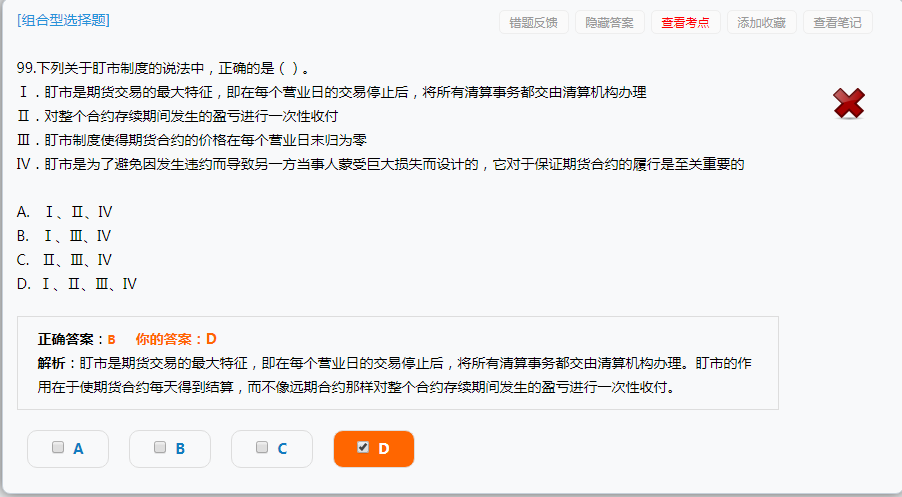 [组合型选择题]
错题反馈 隐藏答案 查看考点 添加收藏 查看笔记
99.下列关于盯市制度的说法中，正确的是（ ）。
Ⅰ．盯市是期货交易的最大特征，即在每个营业日的交易停止后，将所有清算事务都交由清算机构办理
Ⅱ．对整个合约存续期间发生的盈亏进行一次性收付
Ⅲ．盯市制度使得期货合约的价格在每个营业日末归为零
Ⅳ．盯市是为了避免因发生违约而导致另一方当事人蒙受巨大损失而设计的，它对于保证期货合约的履行是至关重要的
A. Ⅰ、Ⅱ、Ⅳ
B. Ⅰ、Ⅲ、Ⅳ
C. Ⅱ、Ⅲ、Ⅳ
D. Ⅰ、Ⅱ、Ⅲ、Ⅳ
正确答案：B 你的答案：D
解析：盯市是期货交易的最大特征，即在每个营业日的交易停止后，将所有清算事务都交由清算机构办理。盯市的作
用在于使期货合约每天得到结算，而不像远期合约那样对整个合约存续期间发生的盈亏进行一次性收付。
A B C D